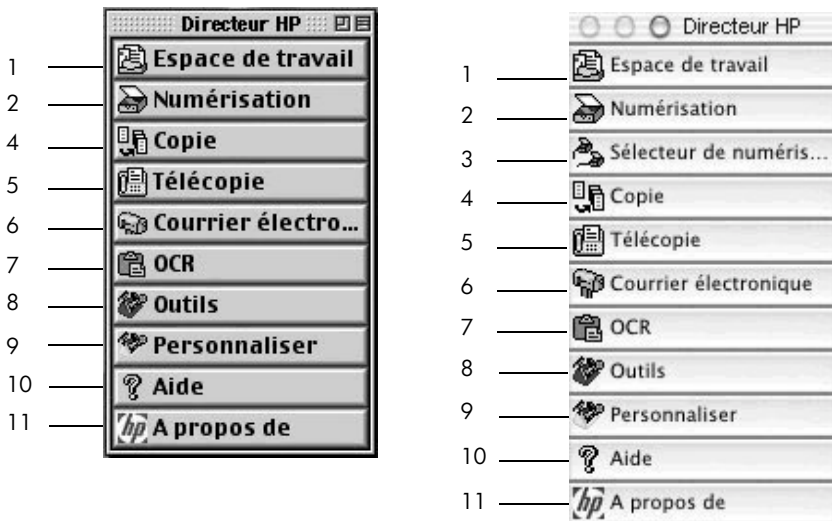 Directeur HP
1 Espace de travail
2 Numérisation
4 Copie
5 Télécopie
6 Courrier électro...
7 OCR
8 Outils
9 Personnaliser
10 Aide
11 hp A propos de
Directeur HP
1 Espace de travail
2 Numérisation
3 Sélecteur de numéris...
4 Copie
5 Télécopie
6 Courrier électronique
7 OCR
8 Outils
9 Personnaliser
10 Aide
11 hp A propos de